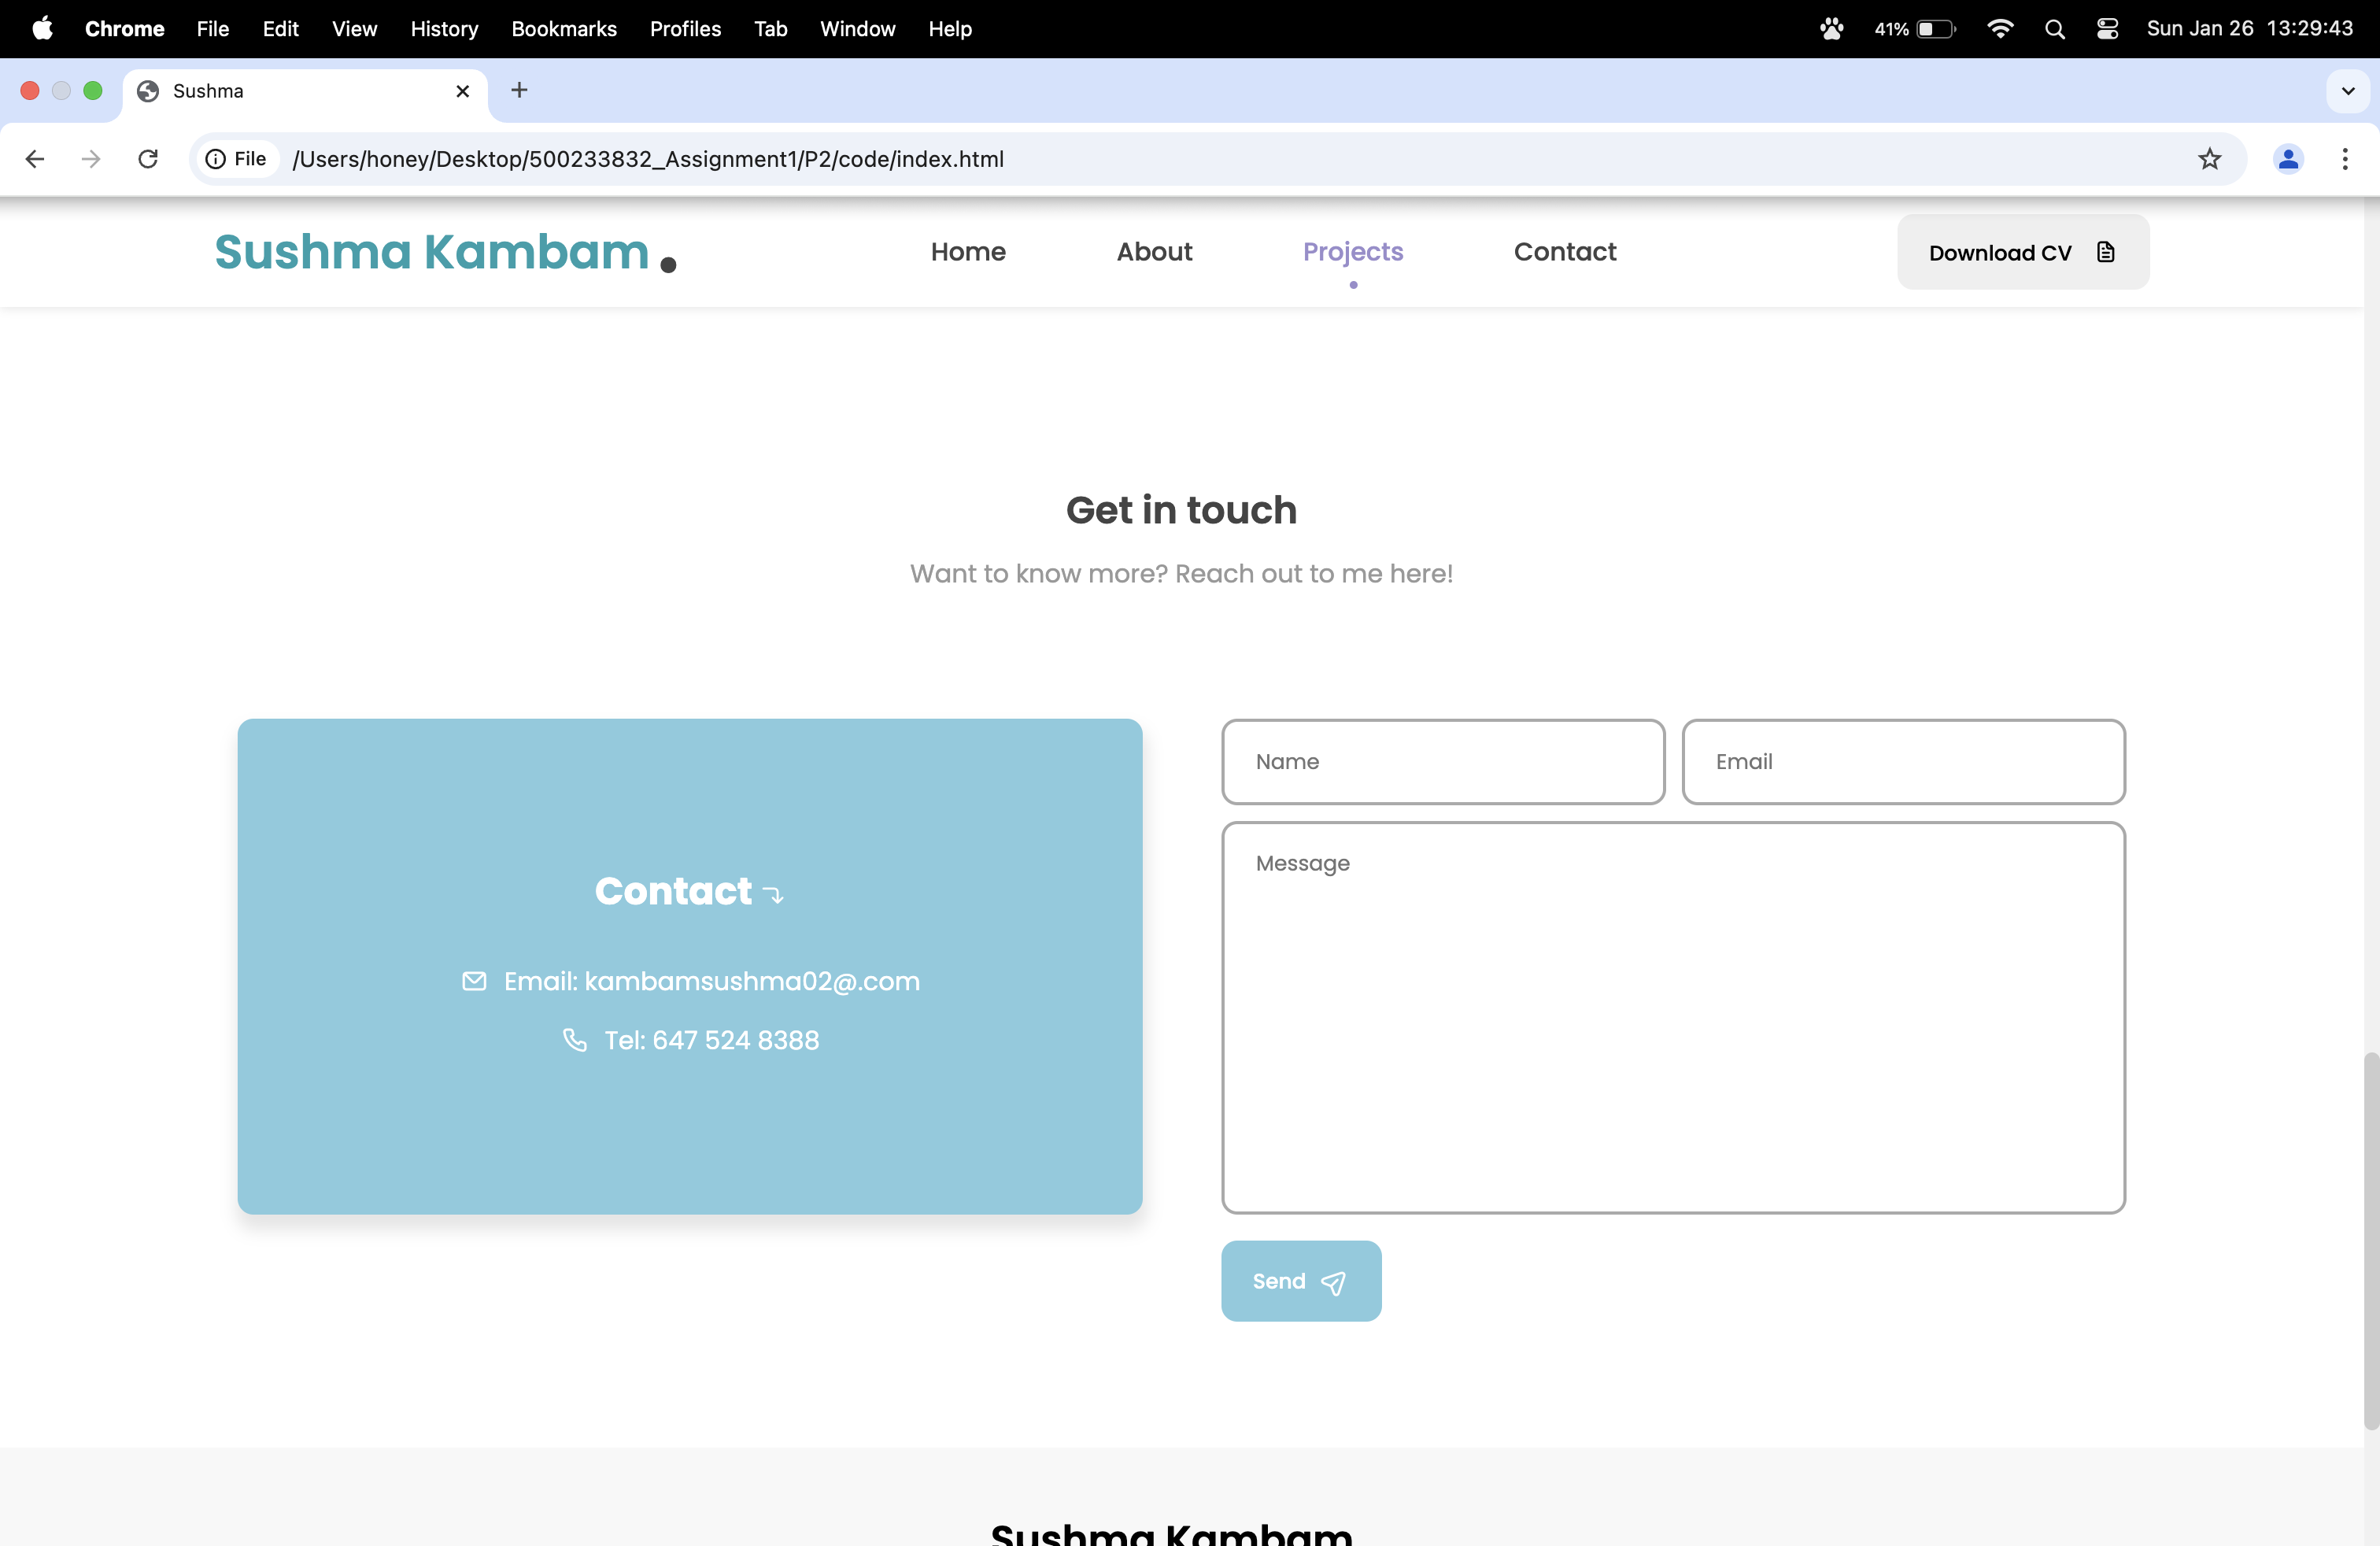 Chrome File Edit View History Bookmarks Profiles Tab Window Help 41% Sun Jan 26 13:29:43
Sushma
File /Users/honey/Desktop/500233832_Assignment1/P2/code/index.html
Sushma Kambam. Home About Projects Contact Download CV
Get in touch
Want to know more? Reach out to me here!
Name Email
Message
Contact
Email: kambamsushma02@.com
Tel: 647 524 8388
Send
Sushma Kambam